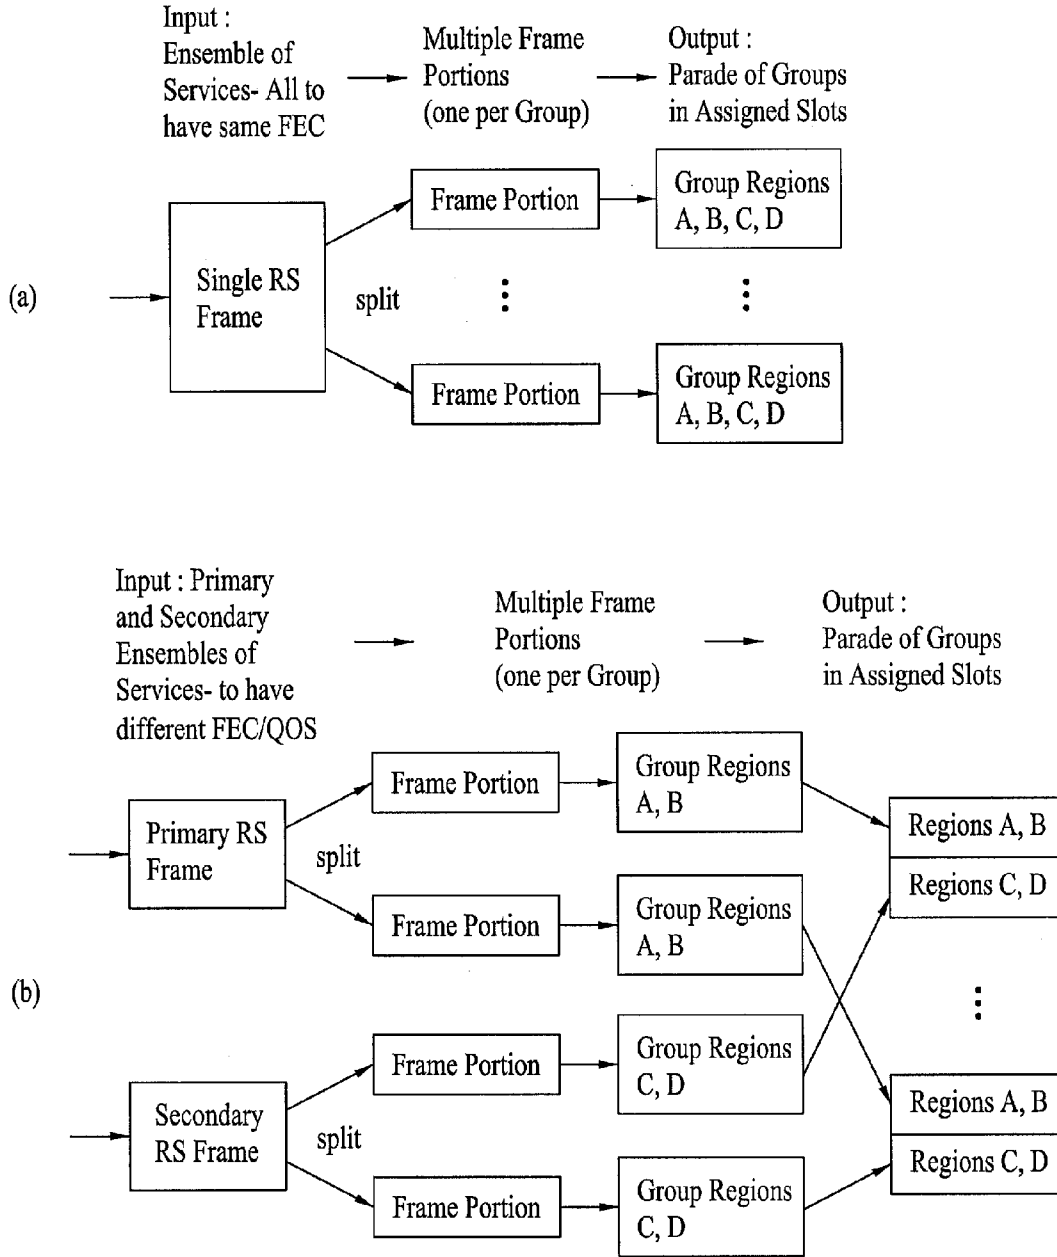 Input :
Ensemble of
Services- All to
have same FEC
Multiple Frame
Portions
(one per Group)
Output :
Parade of Groups
in Assigned Slots
(a)
Single RS
Frame
split
Frame Portion
Group Regions
A, B, C, D
Frame Portion
Group Regions
A, B, C, D
Input : Primary
and Secondary
Ensembles of
Services- to have
different FEC/QOS
Multiple Frame
Portions
(one per Group)
Output :
Parade of Groups
in Assigned Slots
(b)
Primary RS
Frame
split
Frame Portion
Group Regions
A, B
Frame Portion
Group Regions
A, B
Regions A, B
Regions C, D
Secondary
RS Frame
split
Frame Portion
Group Regions
C, D
Frame Portion
Group Regions
C, D
Regions A, B
Regions C, D